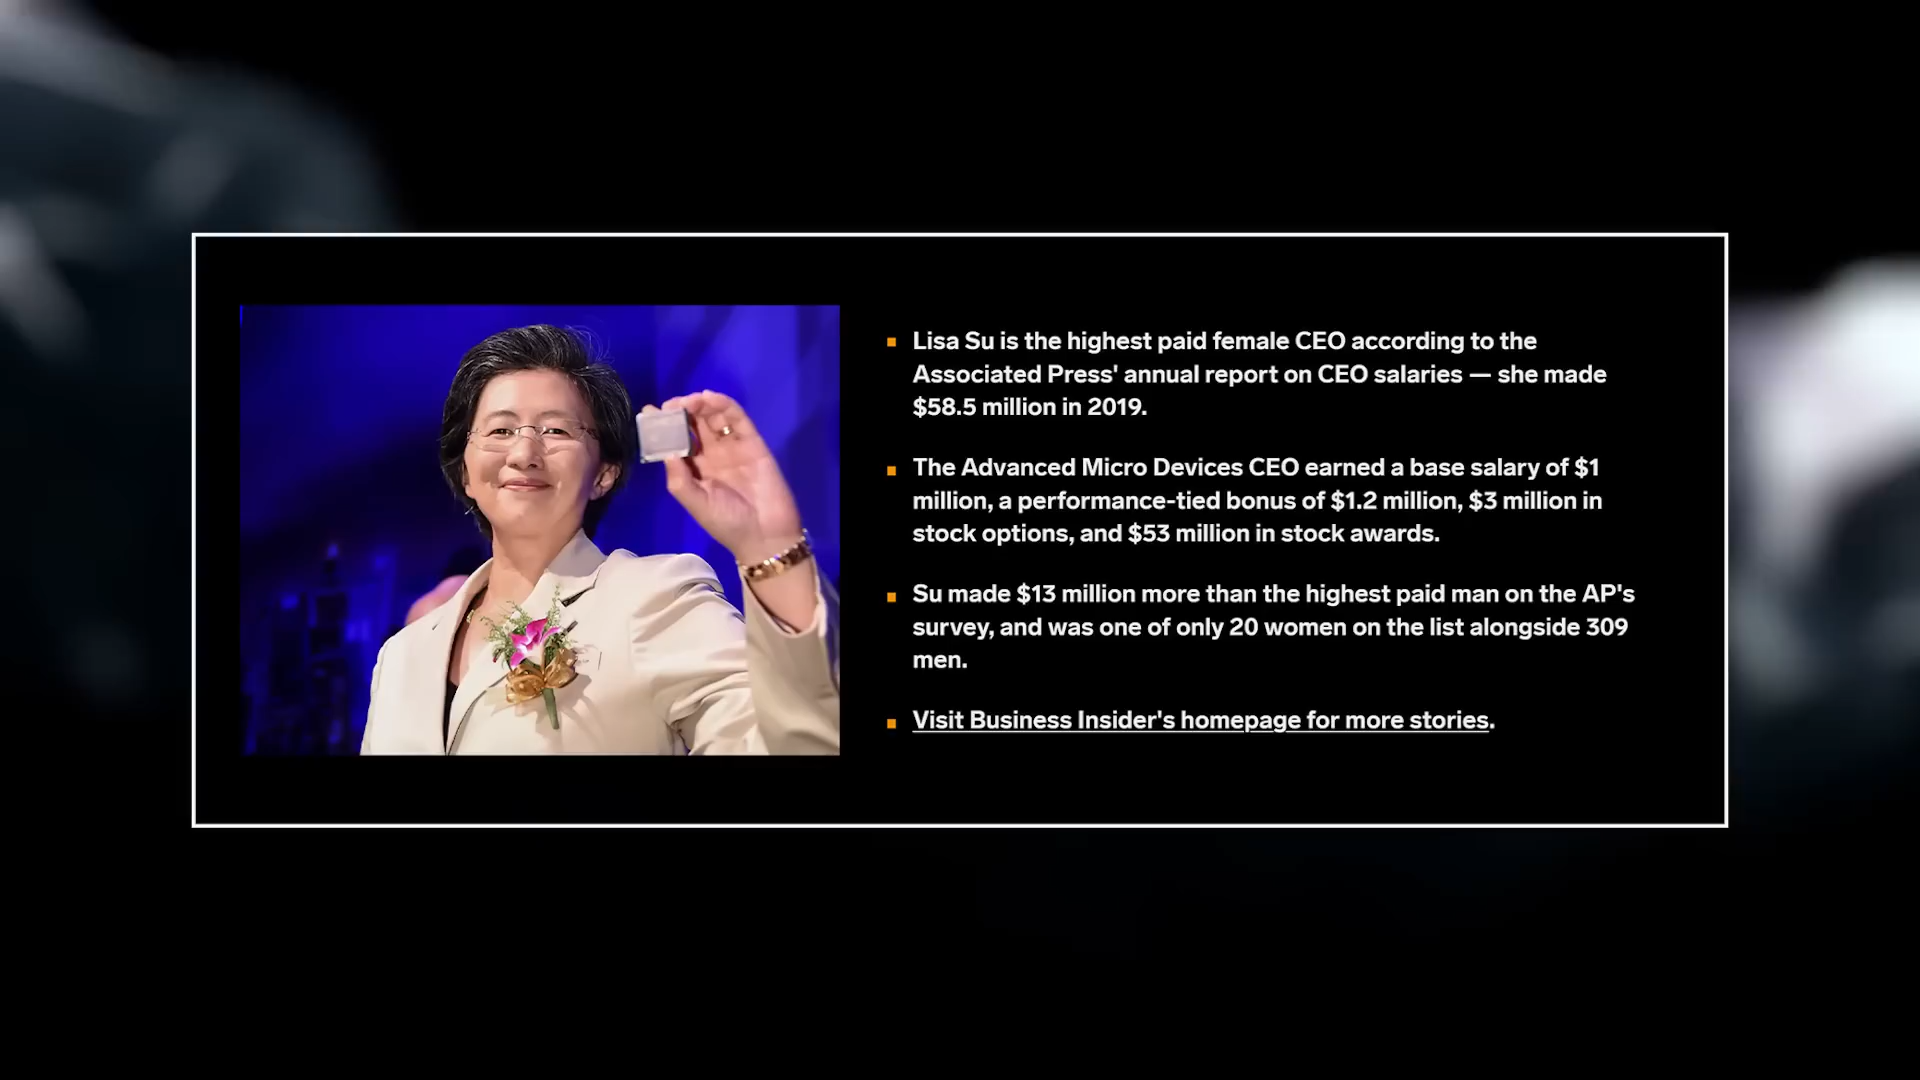 Lisa Su is the highest paid female CEO according to the
Associated Press' annual report on CEO salaries — she made
$58.5 million in 2019.
The Advanced Micro Devices CEO earned a base salary of $1
million, a performance-tied bonus of $1.2 million, $3 million in
stock options, and $53 million in stock awards.
Su made $13 million more than the highest paid man on the AP's
survey, and was one of only 20 women on the list alongside 309
men.
Visit Business Insider's homepage for more stories.